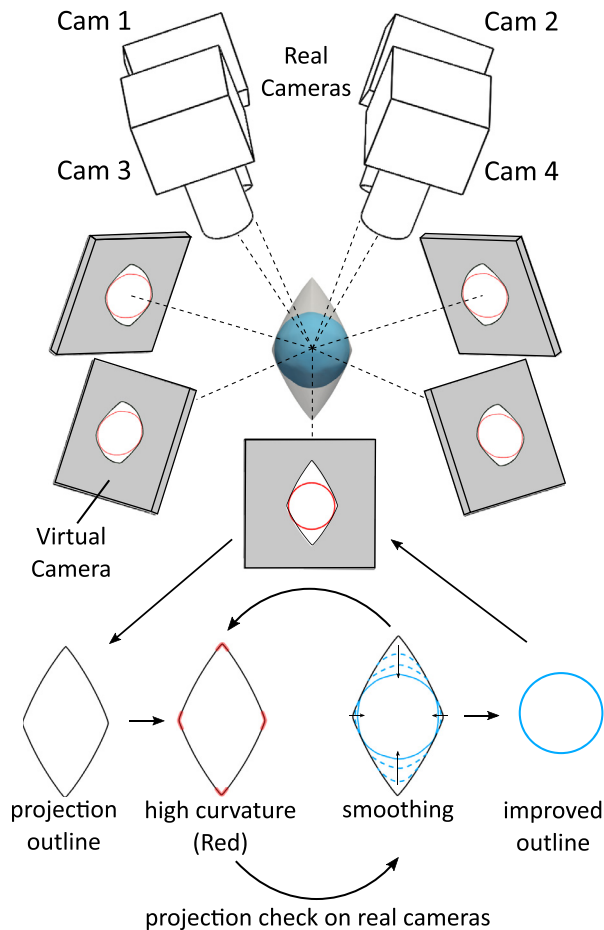 Cam 1
Real
Cameras
Cam 2
Cam 3
Cam 4
Virtual
Camera
projection
outline
high curvature
(Red)
smoothing
improved
outline
projection check on real cameras